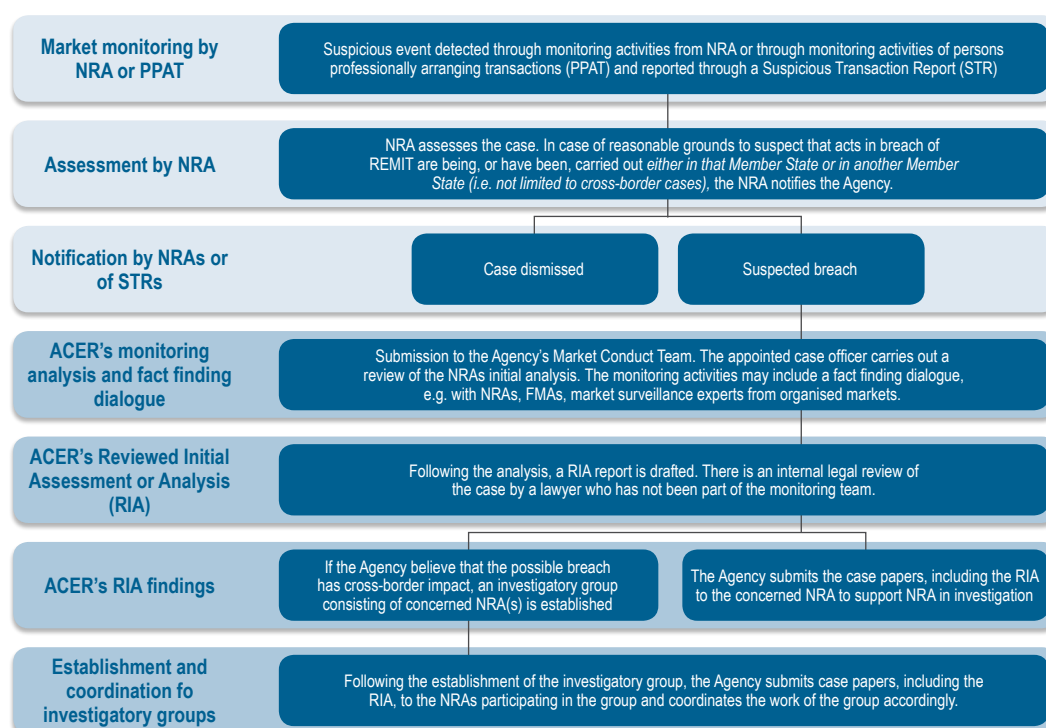 Market monitoring by
NRA or PPAT
Suspicious event detected through monitoring activities from NRA or through monitoring activities of persons
professionally arranging transactions (PPAT) and reported through a Suspicious Transaction Report (STR)
Assessment by NRA
NRA assesses the case. In case of reasonable grounds to suspect that acts in breach of
REMIT are being, or have been, carried out either in that Member State or in another Member
State (i.e. not limited to cross-border cases), the NRA notifies the Agency.
Notification by NRAs or
of STRs
Case dismissed
Suspected breach
ACER's monitoring
analysis and fact finding
dialogue
Submission to the Agency's Market Conduct Team. The appointed case officer carries out a
review of the NRAs initial analysis. The monitoring activities may include a fact finding dialogue,
e.g. with NRAs, FMAs, market surveillance experts from organised markets.
ACER's Reviewed Initial
Assessment or Analysis
(RIA)
Following the analysis, a RIA report is drafted. There is an internal legal review of
the case by a lawyer who has not been part of the monitoring team.
ACER's RIA findings
If the Agency believe that the possible breach
has cross-border impact, an investigatory group
consisting of concerned NRA(s) is established
The Agency submits the case papers, including the RIA
to the concerned NRA to support NRA in investigation
Establishment and
coordination fo
investigatory groups
Following the establishment of the investigatory group, the Agency submits case papers, including the
RIA, to the NRAs participating in the group and coordinates the work of the group accordingly.